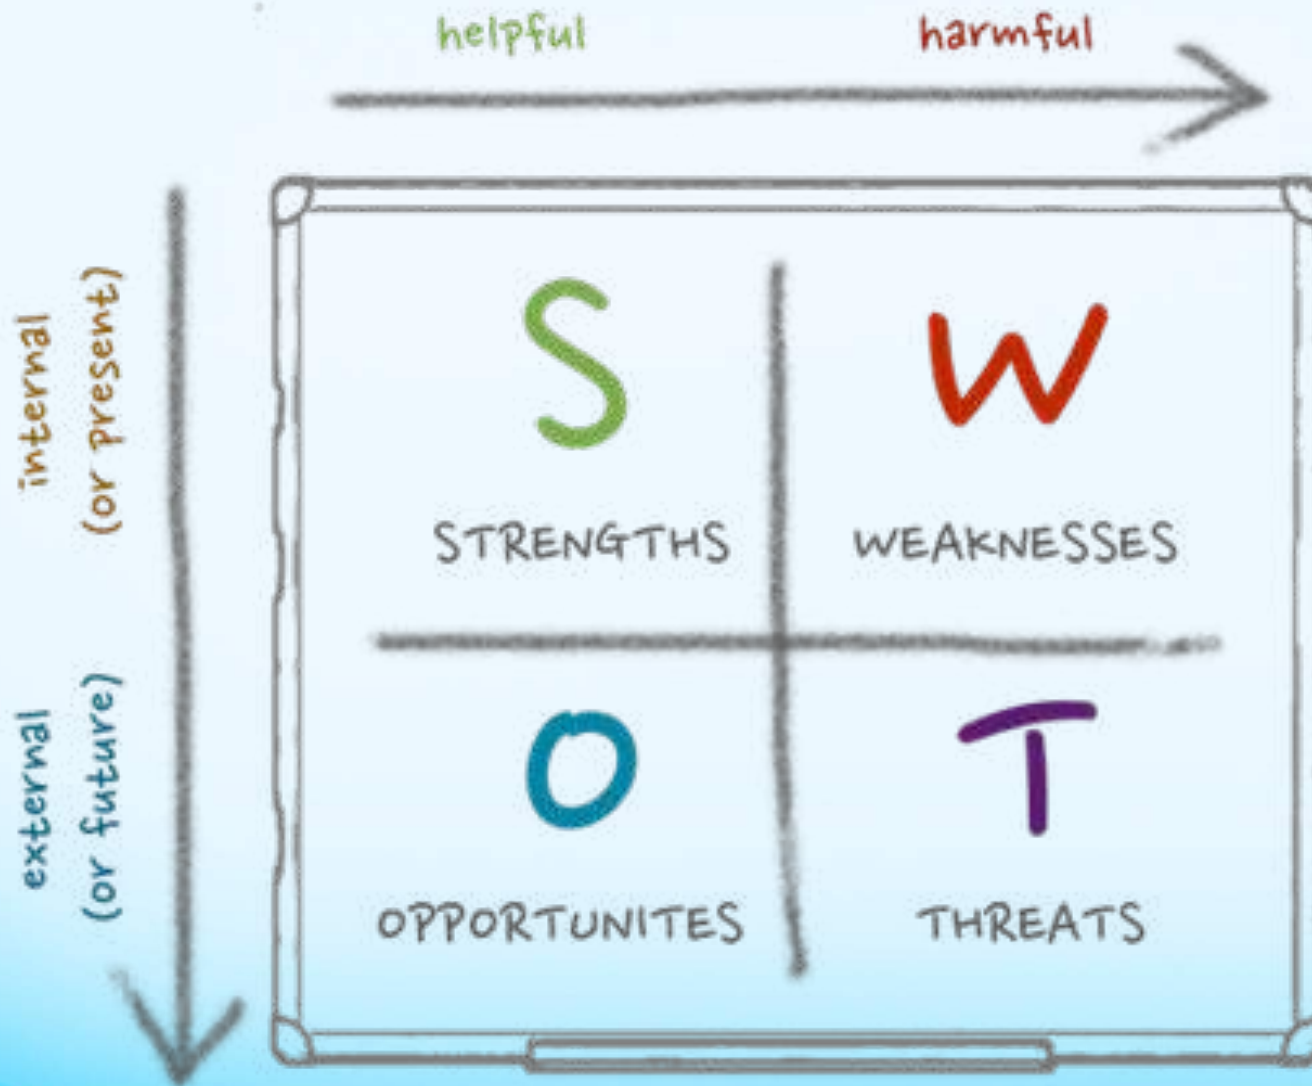 helpful
harmful
internal
(or present)
external
(or future)
S
STRENGTHS
W
WEAKNESSES
O
OPPORTUNITES
T
THREATS